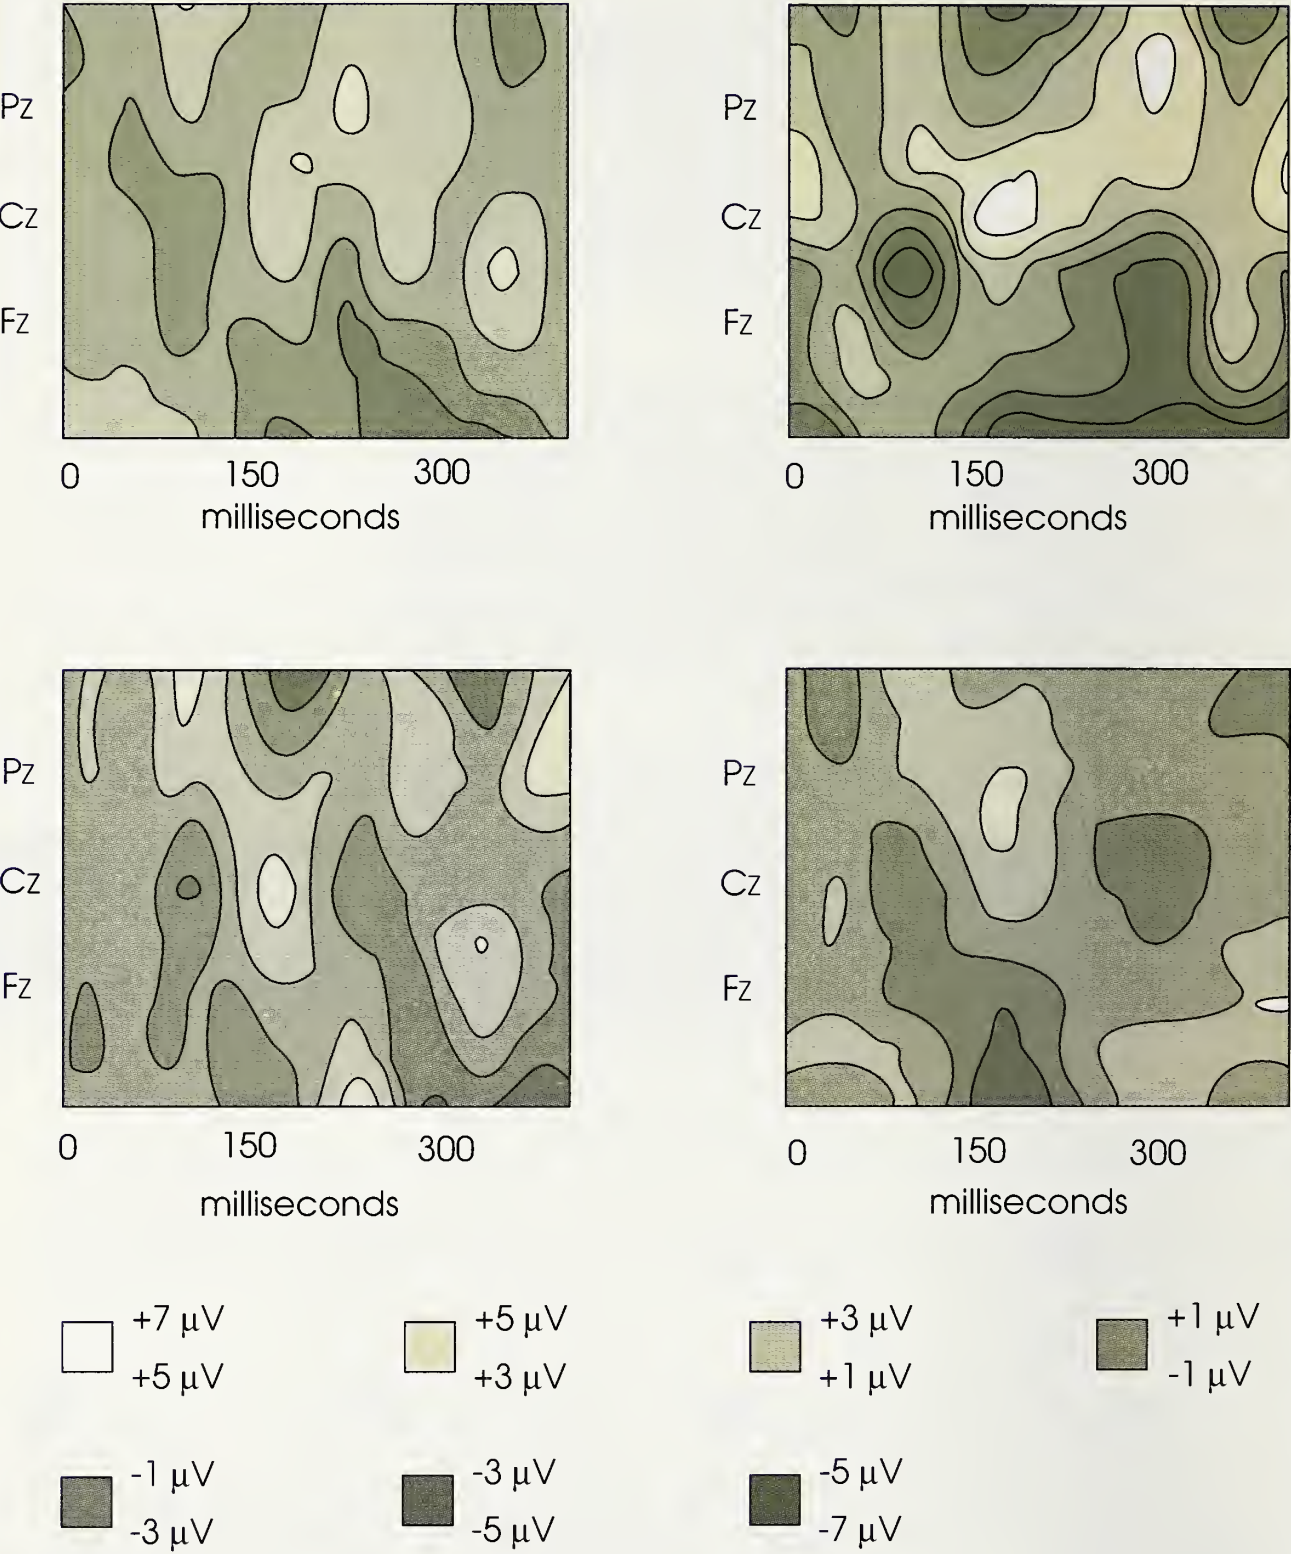 Pz
Cz
Fz
0 150 300
milliseconds
Pz
Cz
Fz
0 150 300
milliseconds
Pz
Cz
Fz
0 150 300
milliseconds
Pz
Cz
Fz
0 150 300
milliseconds
+7 µV
+5 µV
+5 µV
+3 µV
+3 µV
+1 µV
+1 µV
-1 µV
-1 µV
-3 µV
-3 µV
-5 µV
-5 µV
-7 µV